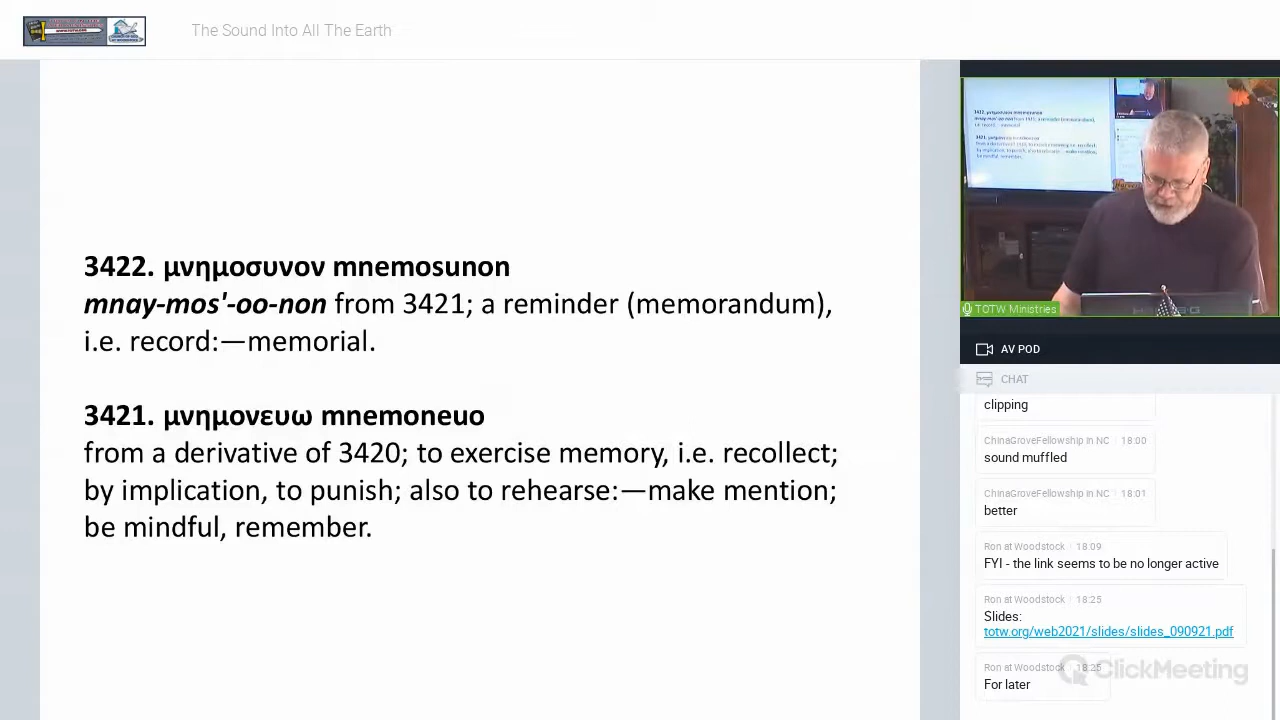 The Sound Into All The Earth
3422. μνημοσυνον mnemosunon
mnay-mos'-oo-non from 3421; a reminder (memorandum),
i.e. record:—memorial.
3421. μνημονευω mnemoneuo
from a derivative of 3420; to exercise memory, i.e. recollect;
by implication, to punish; also to rehearse:—make mention;
be mindful, remember.
TOTW Ministries
AV POD
CHAT
clipping
ChinaGroveFellowship in NC 18:00
sound muffled
ChinaGroveFellowship in NC 18:01
better
Ron at Woodstock 18:09
FYI - the link seems to be no longer active
Ron at Woodstock 18:25
Slides:
totw.org/web2021/slides/slides_090921.pdf
Ron at Woodstock 18:25
For later
ClickMeeting